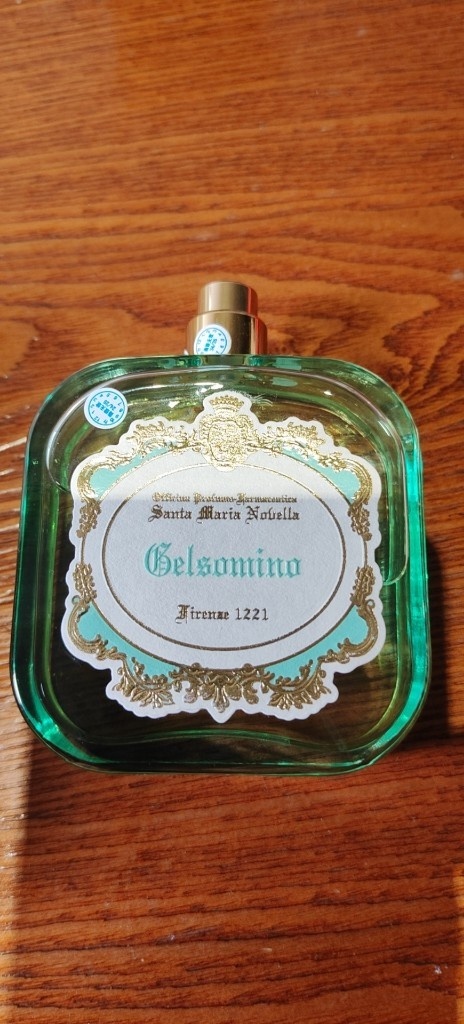 Officina Profumo-Farmaceutica
Santa Maria Novella
Gelsomino
Firenze 1221